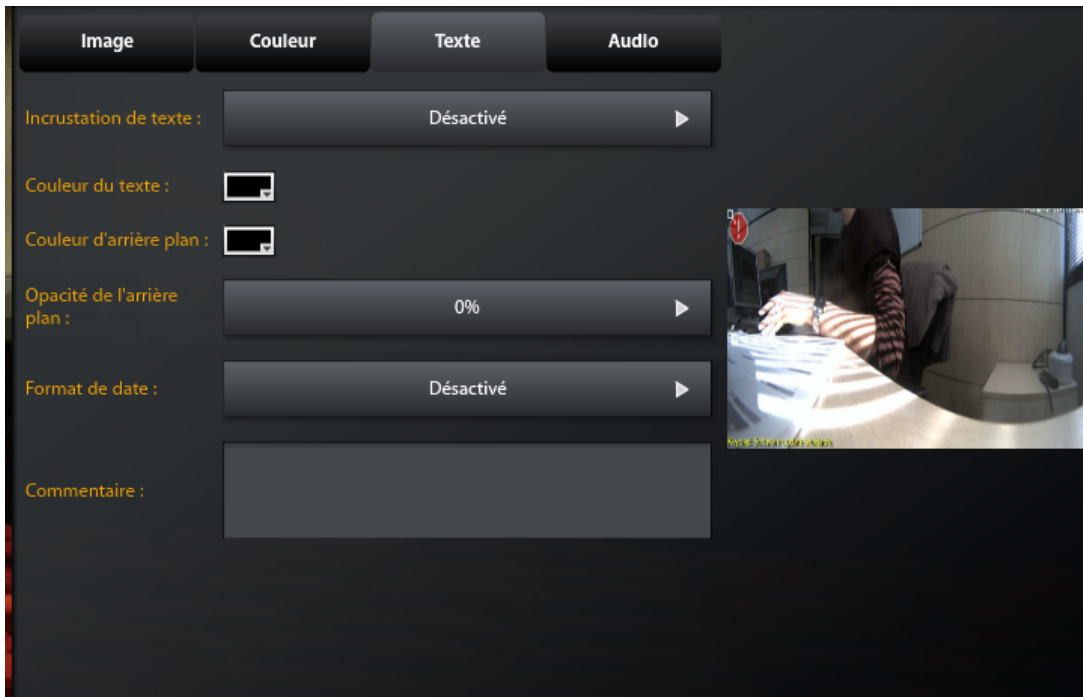 Image
Couleur
Texte
Audio
Incrustation de texte :
Désactivé
Couleur du texte :
Couleur d'arrière plan :
Opacité de l'arrière
plan :
0%
Format de date :
Désactivé
Commentaire :